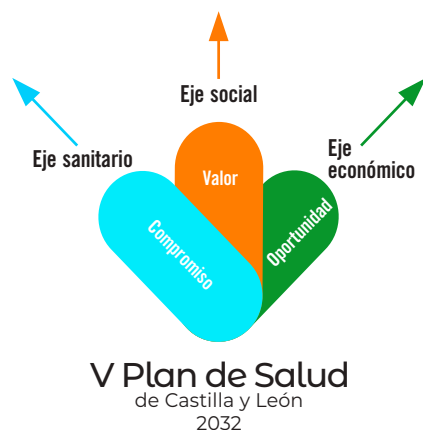 Eje social
Eje sanitario
Eje
económico
Valor
Compromiso
Oportunidad
V Plan de Salud
de Castilla y León
2032